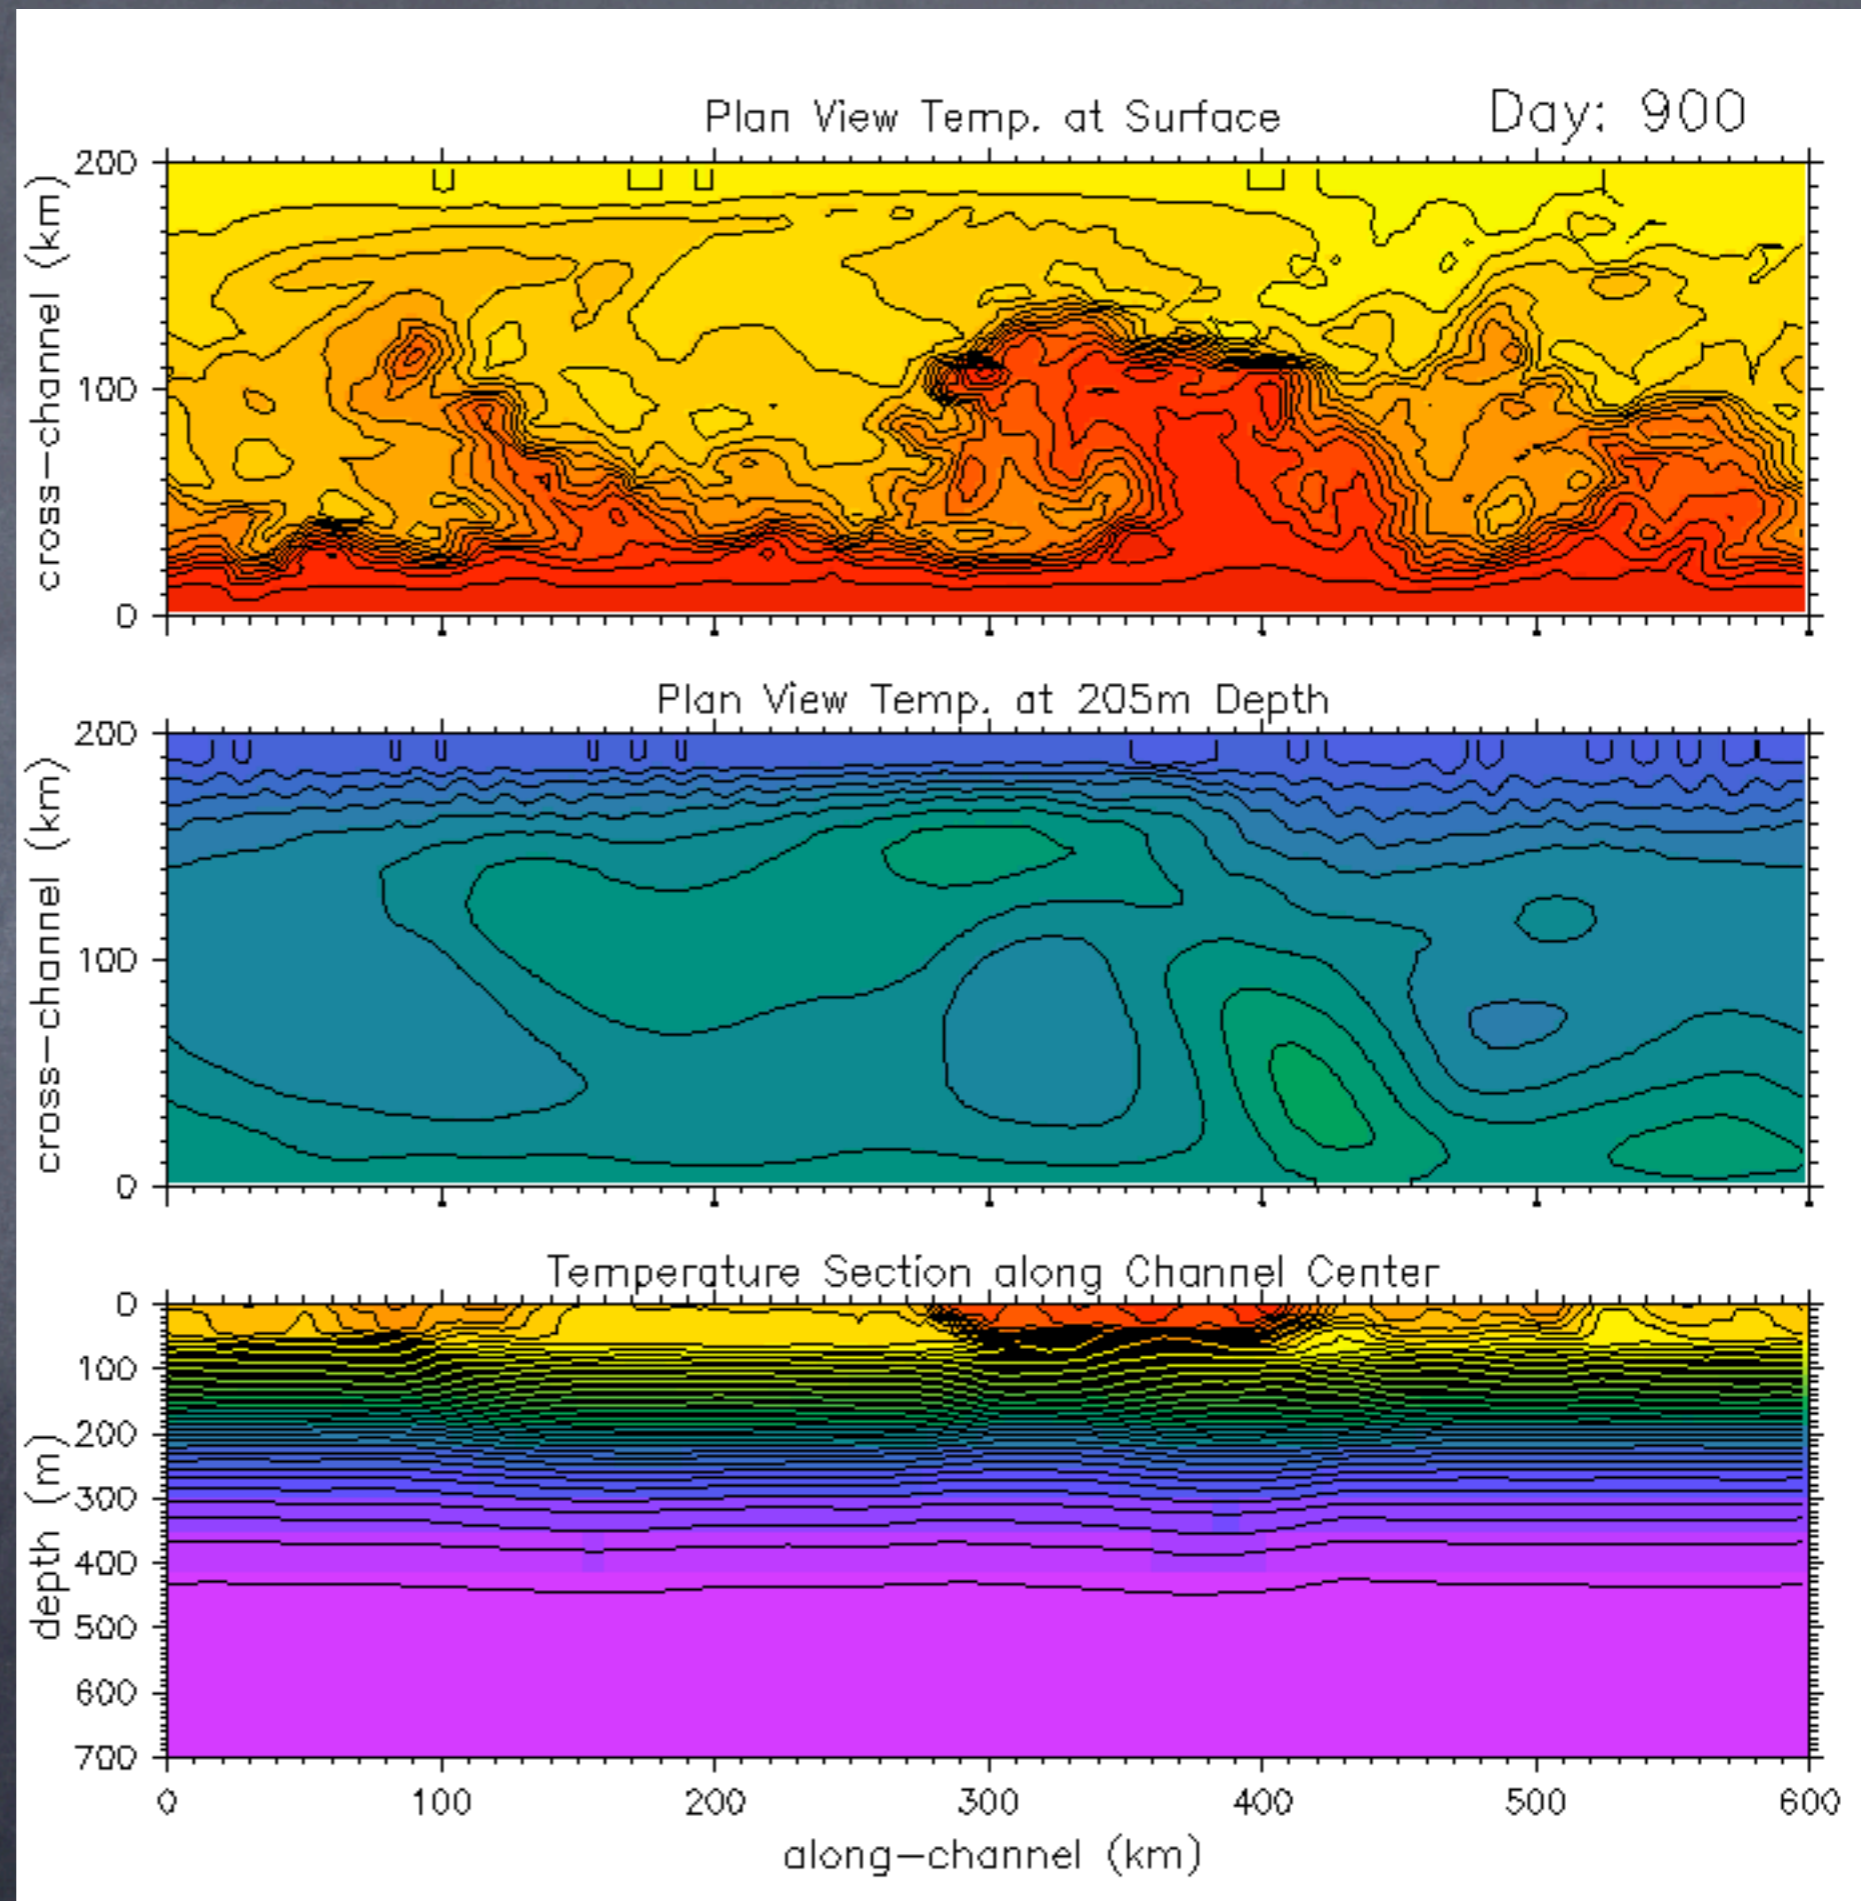 Plan View Temp. at Surface
Day: 900
200
100
0
cross-channel (km)
Plan View Temp. at 205m Depth
200
100
0
cross-channel (km)
Temperature Section along Channel Center
0
100
200
300
400
500
600
700
depth (m)
0 100 200 300 400 500 600
along-channel (km)